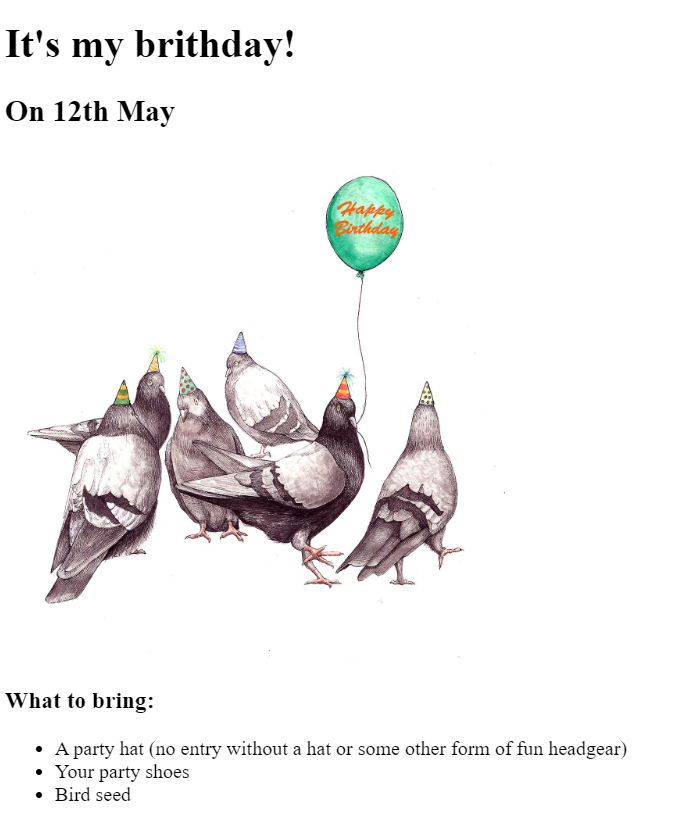 It's my brithday!
On 12th May
Happy
Birthday
What to bring:
• A party hat (no entry without a hat or some other form of fun headgear)
• Your party shoes
• Bird seed